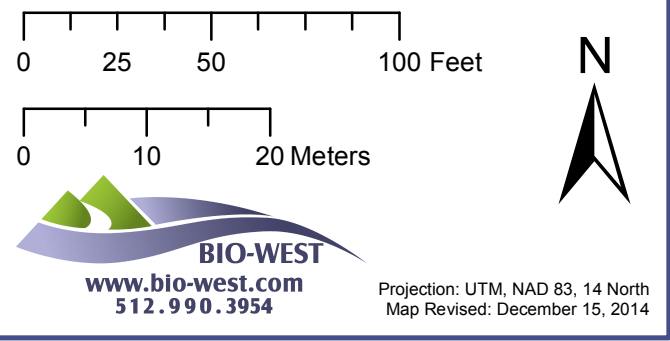 0 25 50 100 Feet
N
0 10 20 Meters
BIO-WEST
www.bio-west.com
512.990.3954
Projection: UTM, NAD 83, 14 North
Map Revised: December 15, 2014